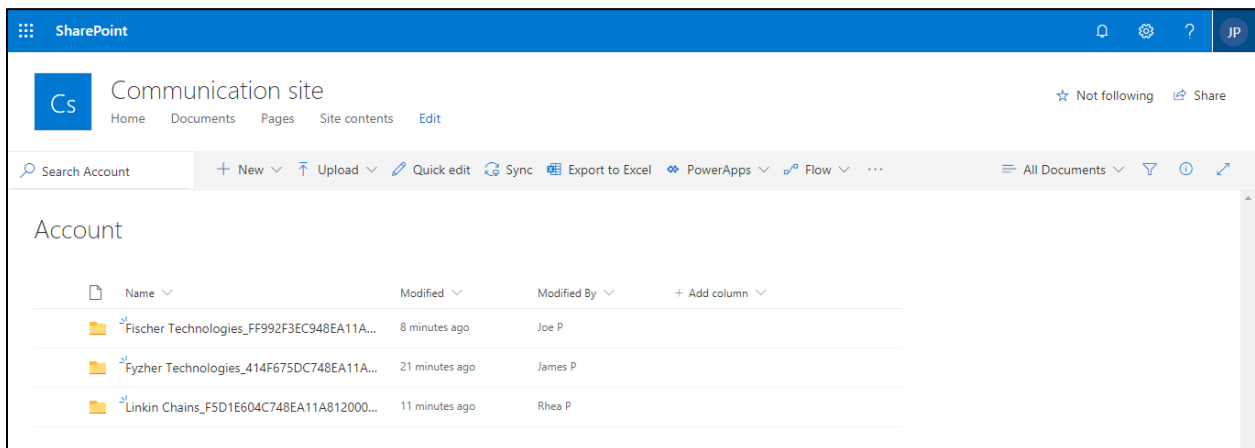 SharePoint JP
Cs Communication site
Home Documents Pages Site contents Edit
Not following Share
Search Account New Upload Quick edit Sync Export to Excel PowerApps Flow ... All Documents
Account
Name Modified Modified By + Add column
Fischer Technologies_FF992F3EC948EA11A... 8 minutes ago Joe P
Fyzher Technologies_414F675DC748EA11A... 21 minutes ago James P
Linkin Chains_F5D1E604C748EA11A812000... 11 minutes ago Rhea P